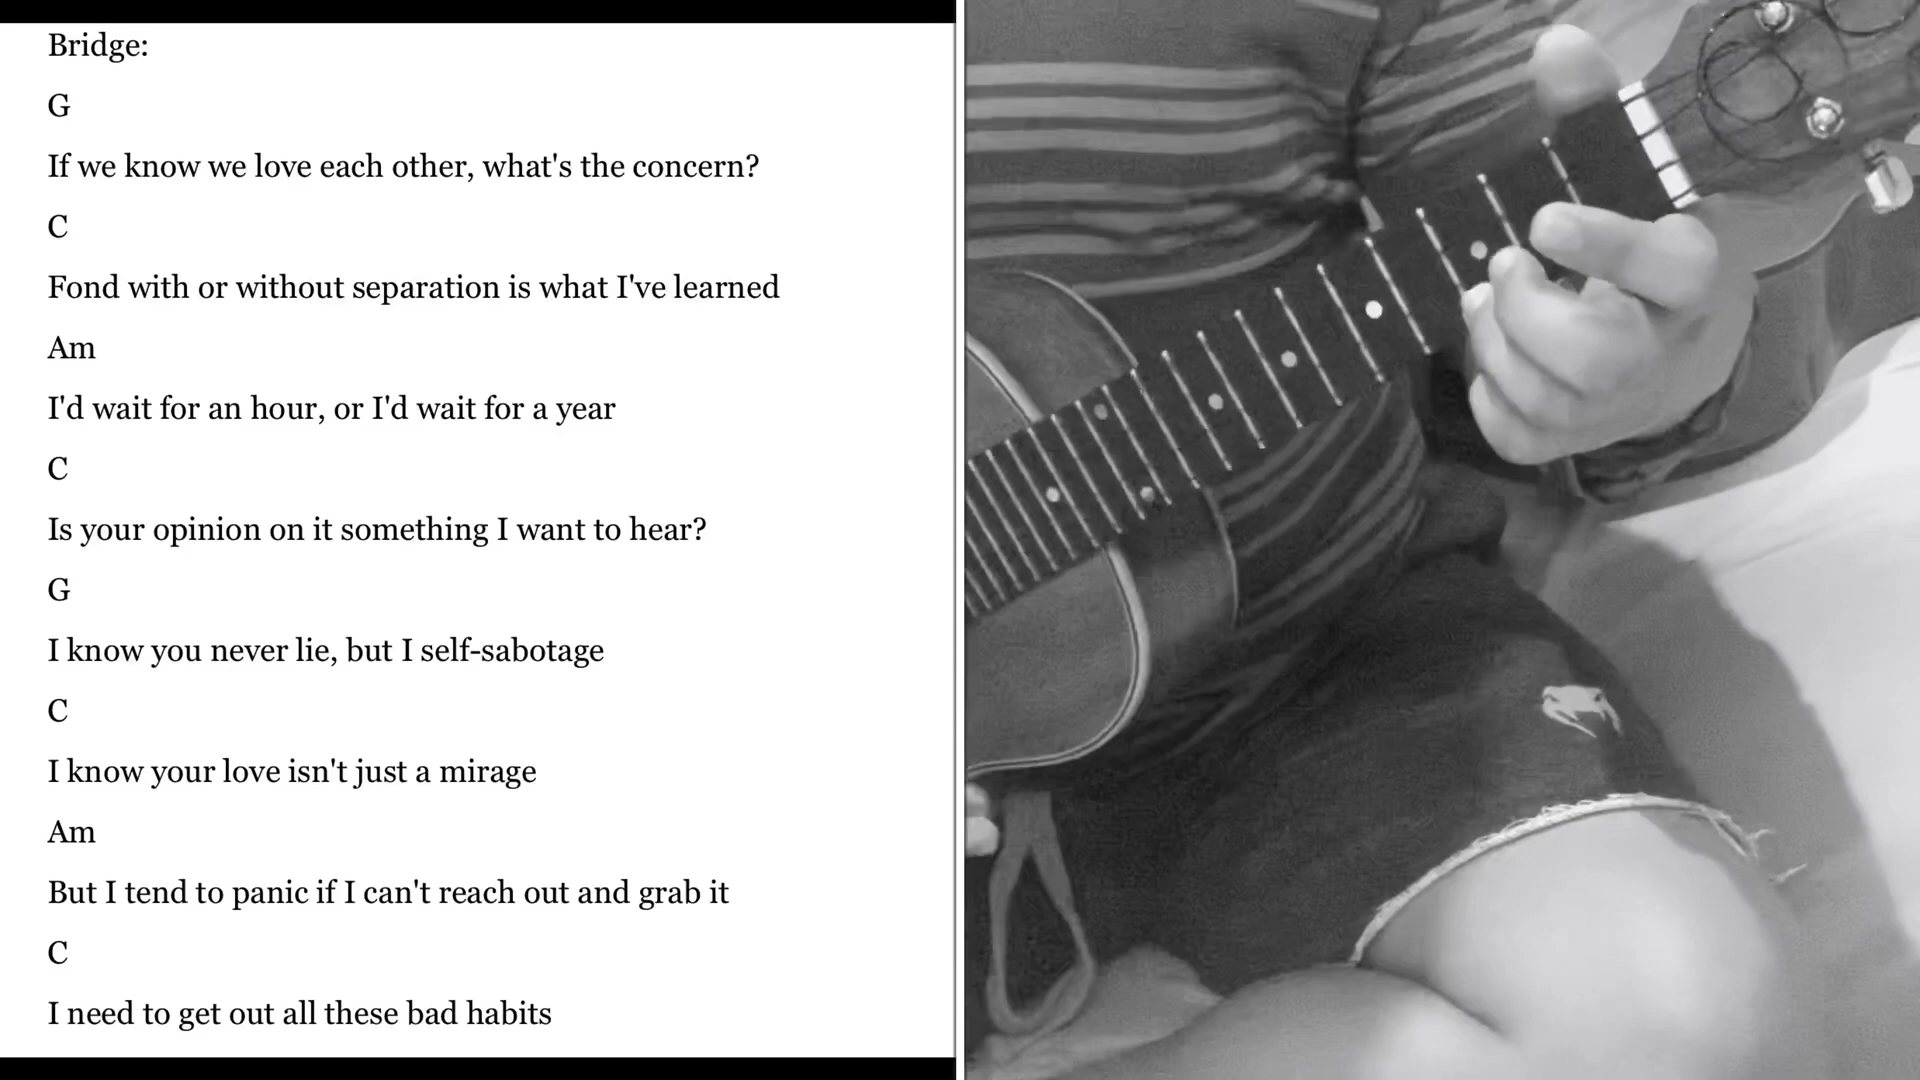 Bridge:
G
If we know we love each other, what's the concern?
C
Fond with or without separation is what I've learned
Am
I'd wait for an hour, or I'd wait for a year
C
Is your opinion on it something I want to hear?
G
I know you never lie, but I self-sabotage
C
I know your love isn't just a mirage
Am
But I tend to panic if I can't reach out and grab it
C
I need to get out all these bad habits